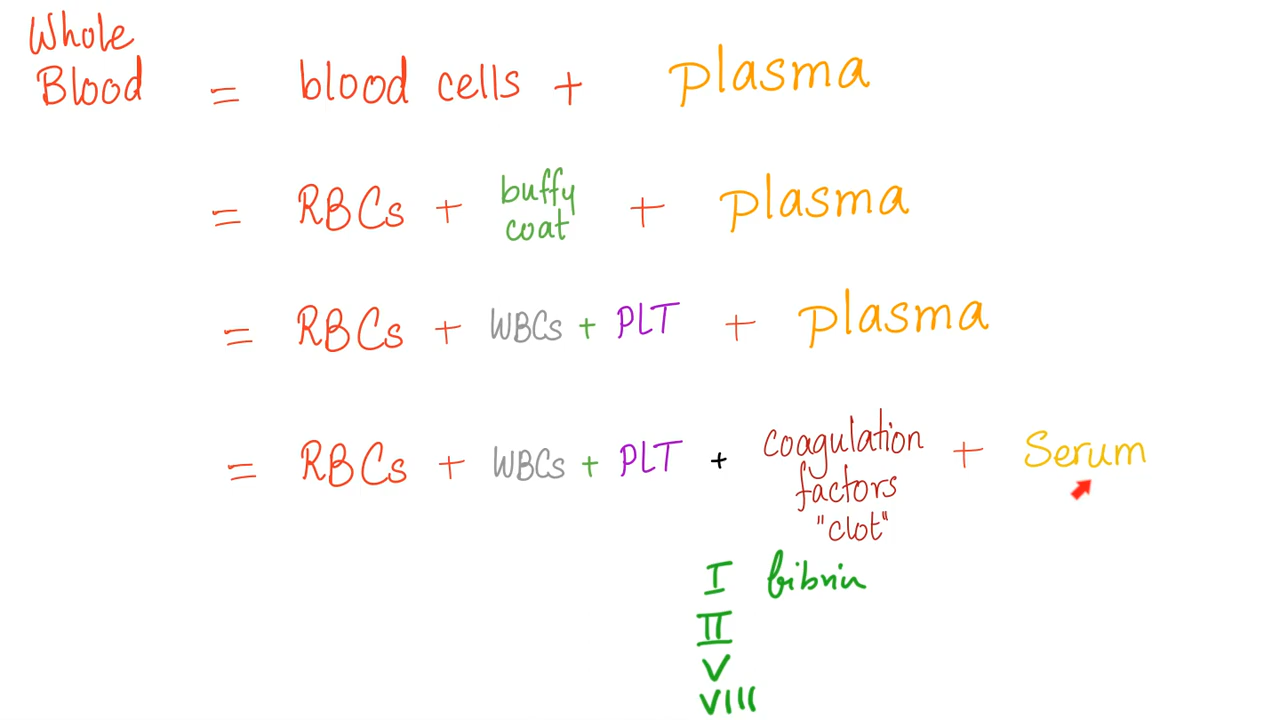 Whole
Blood = blood cells + plasma
= RBCs + buffy coat + plasma
= RBCs + WBCs + PLT + plasma
= RBCs + WBCs + PLT + coagulation factors "clot" + Serum
I fibrin
II
V
VIII